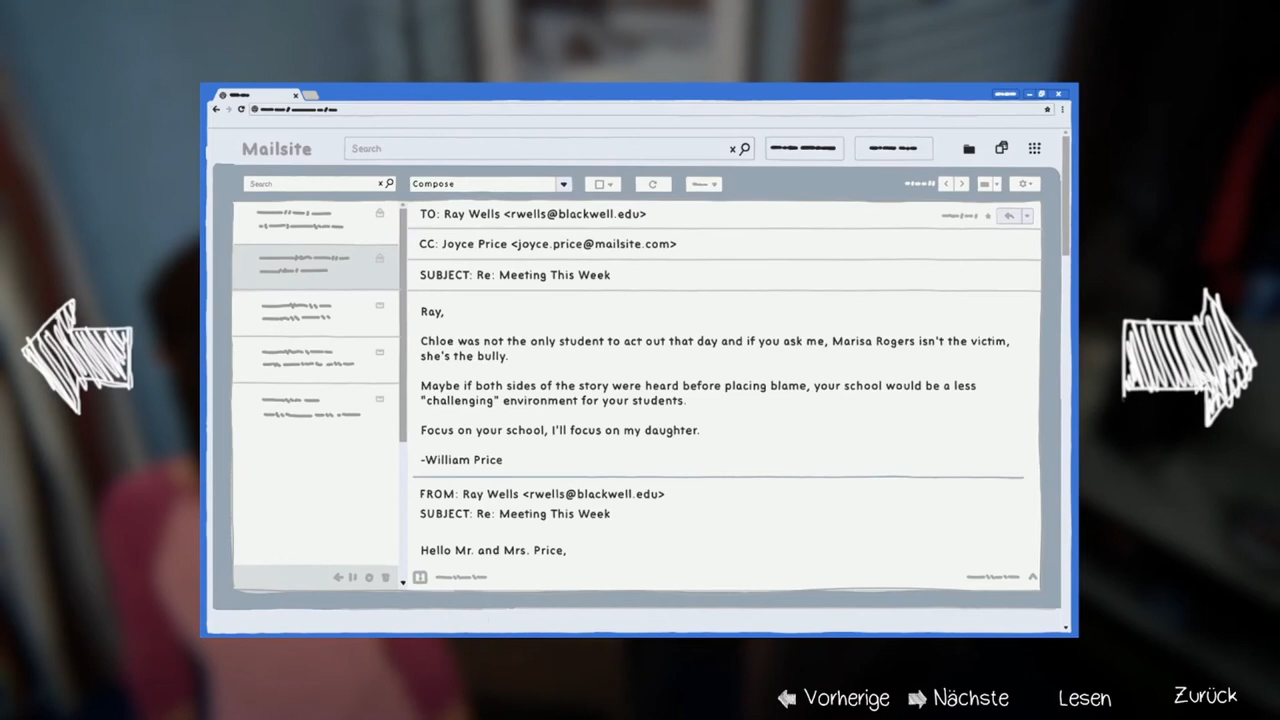 Mailsite
Search
x
Search
x
Compose
TO: Ray Wells <rwells@blackwell.edu>
CC: Joyce Price <joyce.price@mailsite.com>
SUBJECT: Re: Meeting This Week
Ray,
Chloe was not the only student to act out that day and if you ask me, Marisa Rogers isn't the victim,
she's the bully.
Maybe if both sides of the story were heard before placing blame, your school would be a less
"challenging" environment for your students.
Focus on your school, I'll focus on my daughter.
-William Price
FROM: Ray Wells <rwells@blackwell.edu>
SUBJECT: Re: Meeting This Week
Hello Mr. and Mrs. Price,
Vorherige Nächste Lesen Zurück